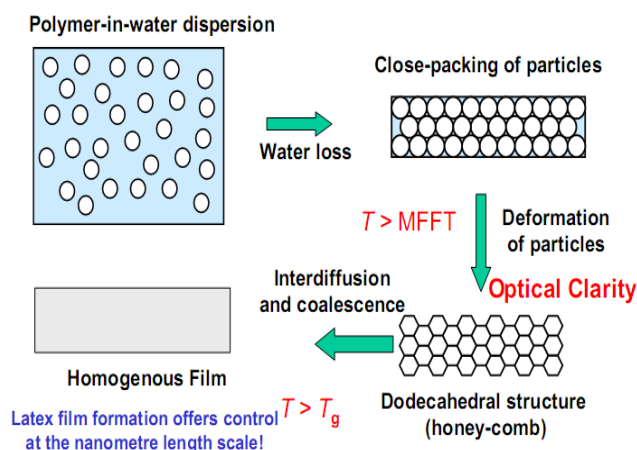 Polymer-in-water dispersion
Close-packing of particles
Water loss
T > MFFT
Deformation
of particles
Optical Clarity
Interdiffusion
and coalescence
T > Tg
Homogenous Film
Dodecahedral structure
(honey-comb)
Latex film formation offers control
at the nanometre length scale!